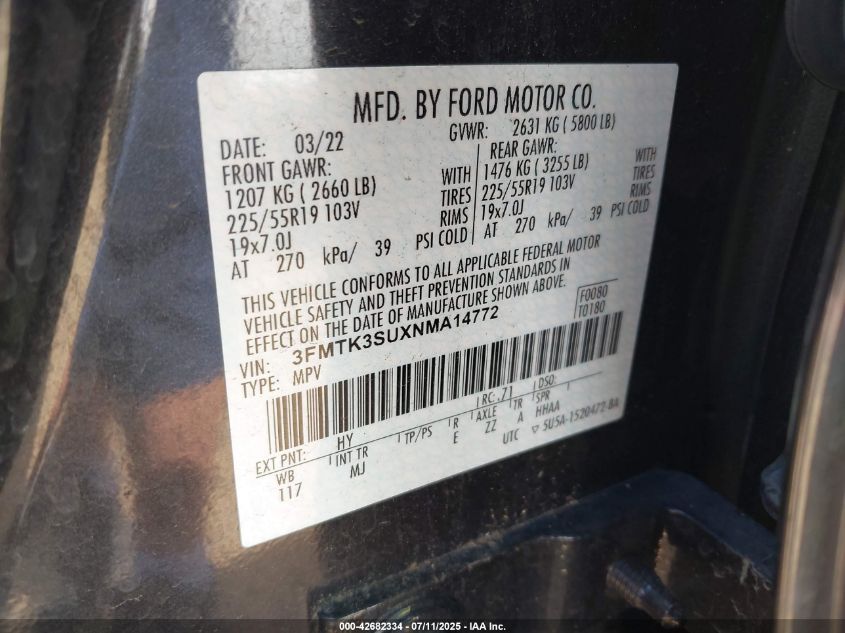 MFD. BY FORD MOTOR CO.
DATE: 03/22 GVWR: 2631 KG ( 5800 LB)
FRONT GAWR: REAR GAWR:
1207 KG ( 2660 LB) WITH 1476 KG ( 3255 LB) WITH
225/55R19 103V TIRES 225/55R19 103V TIRES
19x7.0J RIMS 19x7.0J RIMS
AT 270 kPa/ 39 PSI COLD AT 270 kPa/ 39 PSI COLD
THIS VEHICLE CONFORMS TO ALL APPLICABLE FEDERAL MOTOR
VEHICLE SAFETY AND THEFT PREVENTION STANDARDS IN
EFFECT ON THE DATE OF MANUFACTURE SHOWN ABOVE.
F0080
T0180
VIN: 3FMTK3SUXNMA14772
TYPE: MPV
RC: 71 DSO:
EXT PNT: HY TP/PS R AXLE TR SPR
WB INT TR E ZZ A HHAA
117 MJ UTC ▽ 5U5A-1520472-BA
000-42682334 - 07/11/2025 - IAA Inc.